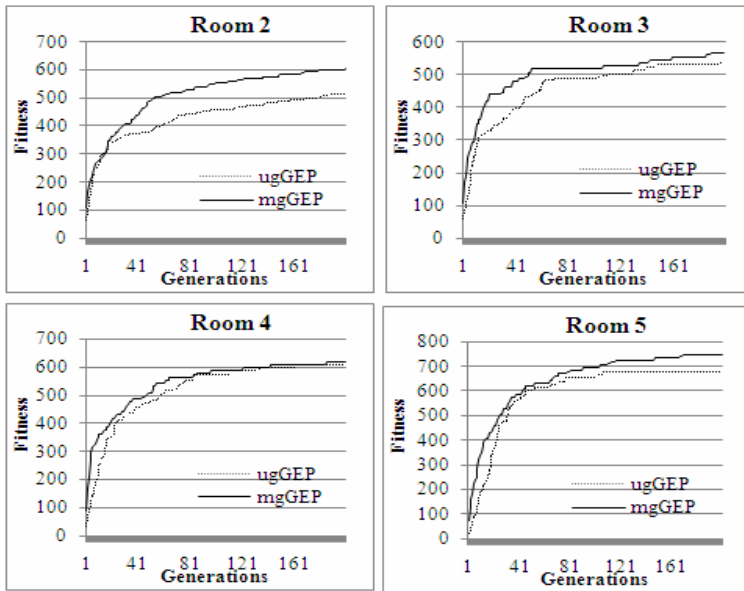 Room 2
700
600
500
400
300
200
100
0
Fitness
ugGEP
mgGEP
1 41 81 121 161
Generations
Room 3
600
500
400
300
200
100
0
Fitness
ugGEP
mgGEP
1 41 81 121 161
Generations
Room 4
700
600
500
400
300
200
100
0
Fitness
ugGEP
mgGEP
1 41 81 121 161
Generations
Room 5
800
700
600
500
400
300
200
100
0
Fitness
ugGEP
mgGEP
1 41 81 121 161
Generations